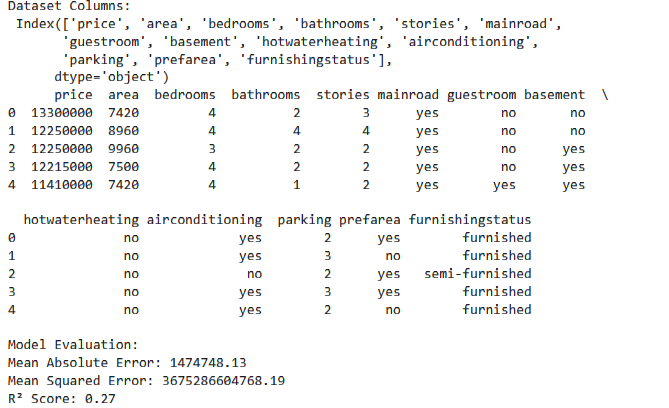 Dataset Columns:
Index(['price', 'area', 'bedrooms', 'bathrooms', 'stories', 'mainroad',
'guestroom', 'basement', 'hotwaterheating', 'airconditioning',
'parking', 'prefarea', 'furnishingstatus'],
dtype='object')
price area bedrooms bathrooms stories mainroad guestroom basement \
0 13300000 7420 4 2 3 yes no no
1 12250000 8960 4 4 4 yes no no
2 12250000 9960 3 2 2 yes no yes
3 12215000 7500 4 2 2 yes no yes
4 11410000 7420 4 1 2 yes yes yes
hotwaterheating airconditioning parking prefarea furnishingstatus
0 no yes 2 yes furnished
1 no yes 3 no furnished
2 no no 2 yes semi-furnished
3 no yes 3 yes furnished
4 no yes 2 no furnished
Model Evaluation:
Mean Absolute Error: 1474748.13
Mean Squared Error: 3675286604768.19
R² Score: 0.27